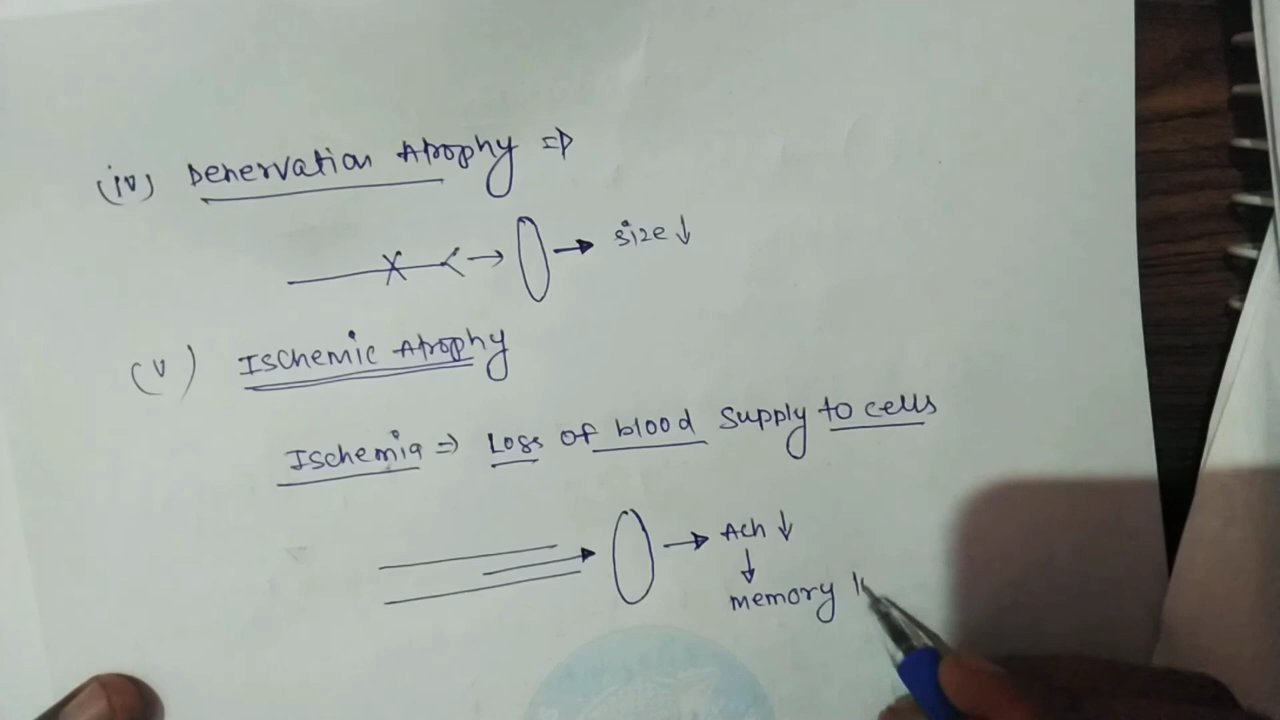 (iv) Denervation Atrophy ⇒
size ↓
(v) Ischemic Atrophy
Ischemia ⇒ Loss of blood supply to cells
→ Ach ↓
↓
memory